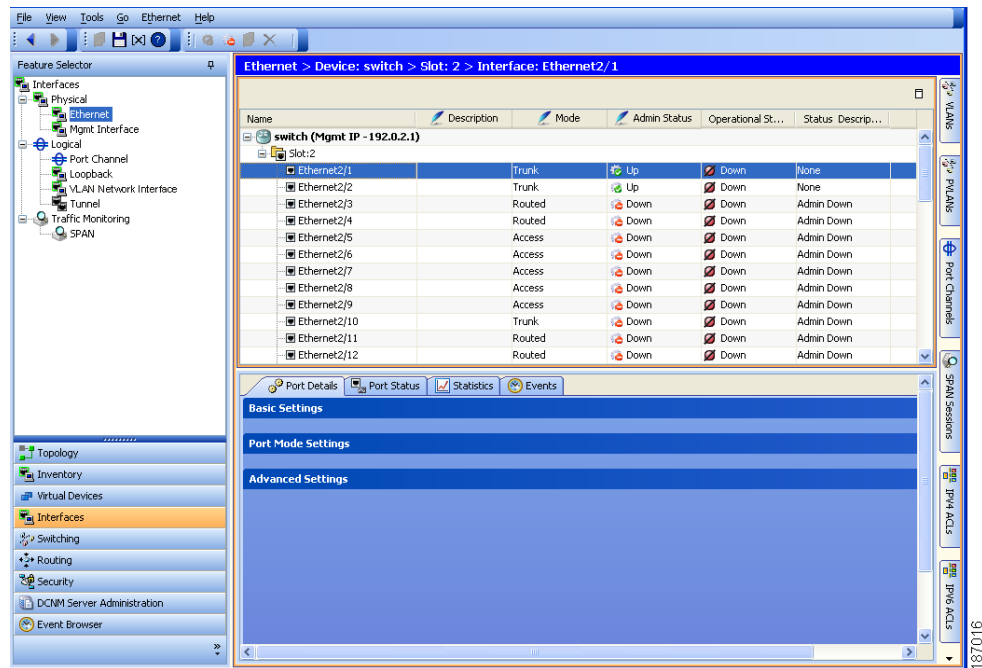 File View Tools Go Ethernet Help
Feature Selector
Interfaces
Physical
Ethernet
Mgmt Interface
Logical
Port Channel
Loopback
VLAN Network Interface
Tunnel
Traffic Monitoring
SPAN
Topology
Inventory
Virtual Devices
Interfaces
Switching
Routing
Security
DCNM Server Administration
Event Browser
Ethernet > Device: switch > Slot: 2 > Interface: Ethernet2/1
Name Description Mode Admin Status Operational St... Status Descrip...
switch (Mgmt IP - 192.0.2.1)
Slot:2
Ethernet2/1 Trunk Up Down None
Ethernet2/2 Trunk Up Down None
Ethernet2/3 Routed Down Down Admin Down
Ethernet2/4 Routed Down Down Admin Down
Ethernet2/5 Access Down Down Admin Down
Ethernet2/6 Access Down Down Admin Down
Ethernet2/7 Access Down Down Admin Down
Ethernet2/8 Access Down Down Admin Down
Ethernet2/9 Access Down Down Admin Down
Ethernet2/10 Trunk Down Down Admin Down
Ethernet2/11 Routed Down Down Admin Down
Ethernet2/12 Routed Down Down Admin Down
Port Details Port Status Statistics Events
Basic Settings
Port Mode Settings
Advanced Settings
VLANs
PVLANs
Port Channels
SPAN Sessions
IPV4 ACLs
IPV6 ACLs
187016